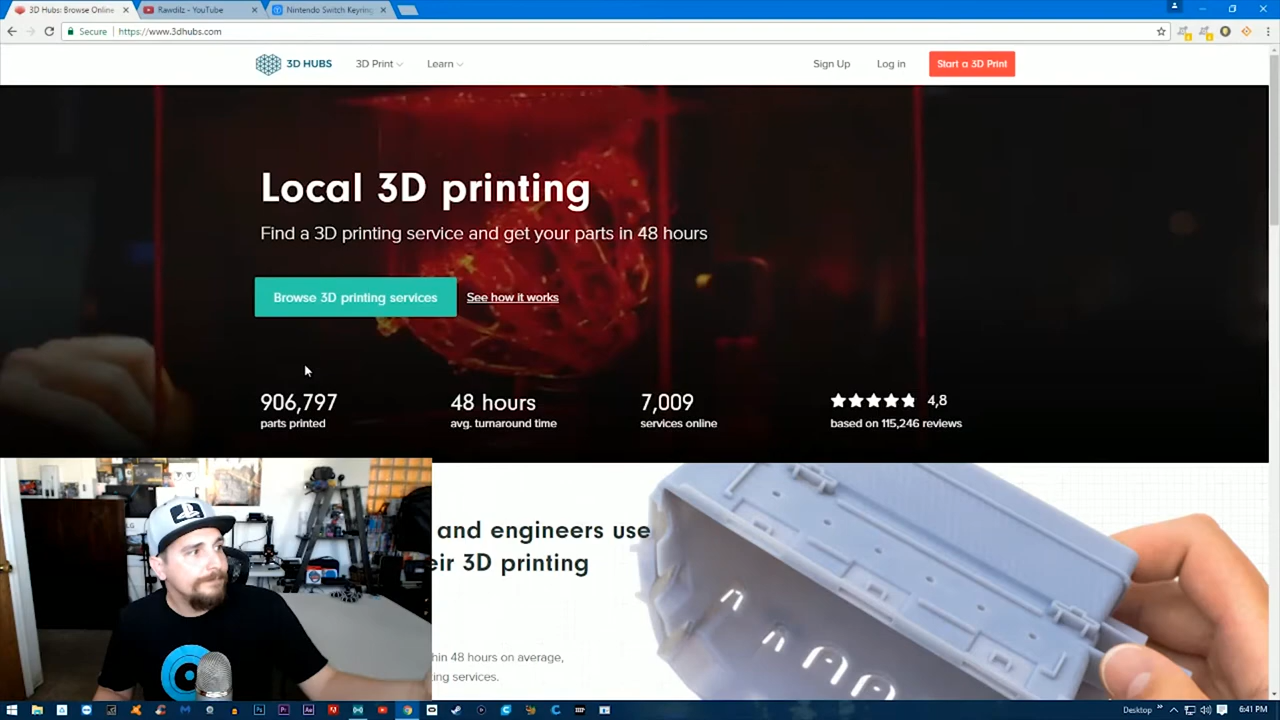 3D Hubs: Browse Online
Rawdilz - YouTube
Nintendo Switch Keyring
Secure
https://www.3dhubs.com
3D HUBS
3D Print
Learn
Sign Up
Log in
Start a 3D Print
Local 3D printing
Find a 3D printing service and get your parts in 48 hours
Browse 3D printing services
See how it works
906,797
parts printed
48 hours
avg. turnaround time
7,009
services online
4,8
based on 115,246 reviews
and engineers use
eir 3D printing
hin 48 hours on average,
ing services.
Desktop
6:41 PM